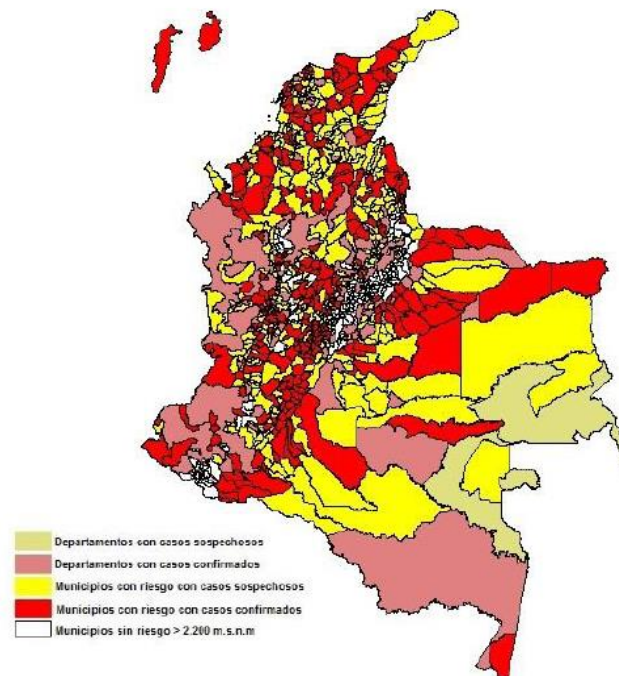 Departamentos con casos sospechosos
Departamentos con casos confirmados
Municipios con riesgo con casos sospechosos
Municipios con riesgo con casos confirmados
Municipios sin riesgo > 2.200 m.s.n.m